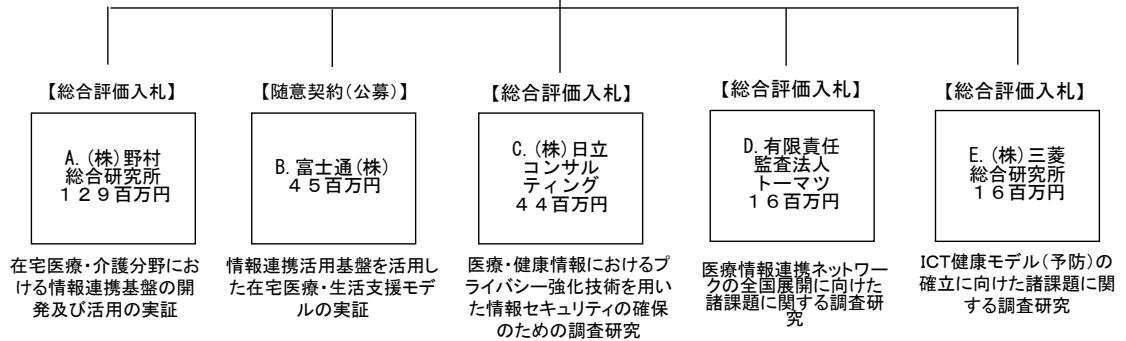 【総合評価入札】
A.(株)野村
総合研究所
１２９百万円
在宅医療・介護分野にお
ける情報連携基盤の開
発及び活用の実証
【随意契約(公募)】
B.富士通(株)
４５百万円
情報連携活用基盤を活用し
た在宅医療・生活支援モデ
ルの実証
【総合評価入札】
C.(株)日立
コンサル
ティング
４４百万円
医療・健康情報におけるプ
ライバシー強化技術を用い
た情報セキュリティの確保
のための調査研究
【総合評価入札】
D.有限責任
監査法人
トーマツ
１６百万円
医療情報連携ネットワー
クの全国展開に向けた
諸課題に関する調査研
究
【総合評価入札】
E.(株)三菱
総合研究所
１６百万円
ICT健康モデル(予防)の
確立に向けた諸課題に関
する調査研究